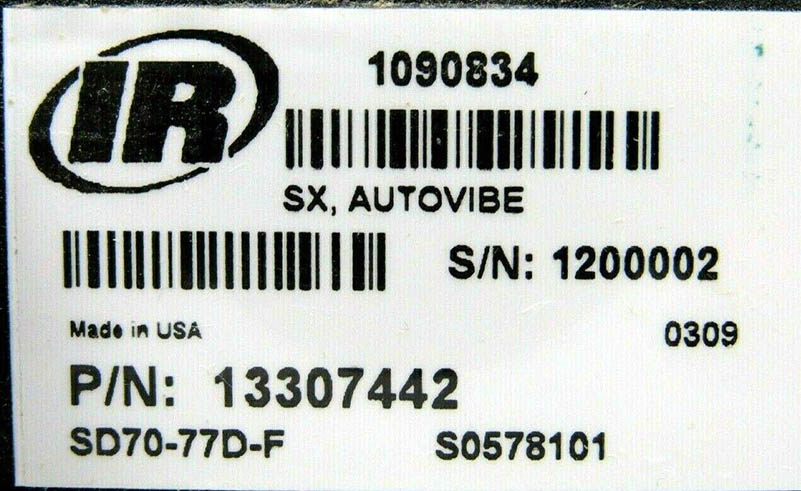 IR
1090834
SX, AUTOVIBE
S/N: 1200002
Made in USA
0309
P/N: 13307442
SD70-77D-F
S0578101